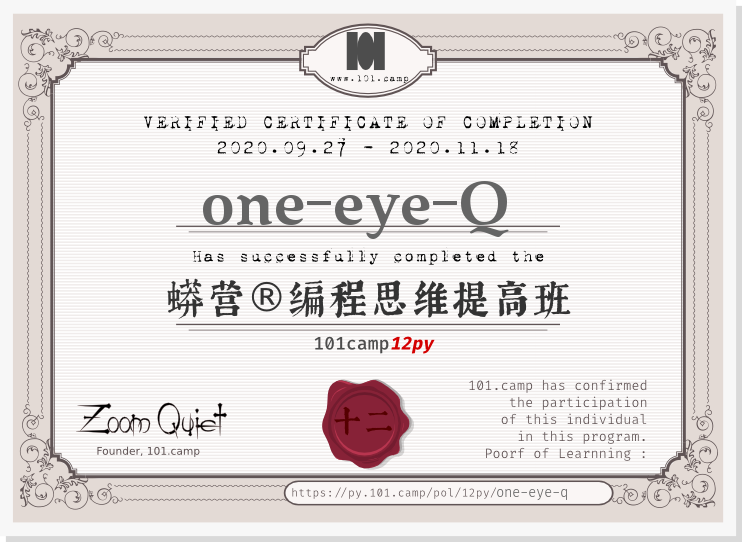 101
www.101.camp
VERIFIED CERTIFICATE OF COMPLETION
2020.09.27 - 2020.11.18
one-eye-Q
Has successfully completed the
蟒营®编程思维提高班
101camp12py
Zoom Quiet
Founder, 101.camp
十二
101.camp has confirmed
the participation
of this individual
in this program.
Poorf of Learnning :
https://py.101.camp/pol/12py/one-eye-q